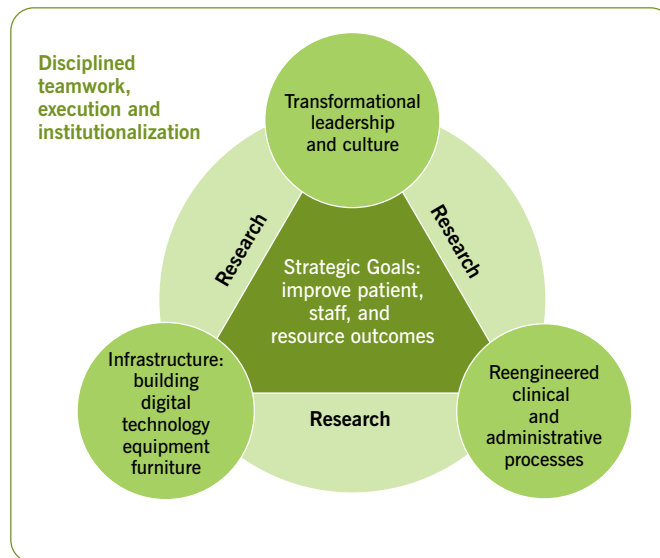 Disciplined
teamwork,
execution and
institutionalization
Transformational
leadership
and culture
Research
Research
Strategic Goals:
improve patient,
staff, and
resource outcomes
Infrastructure:
building
digital
technology
equipment
furniture
Research
Reengineered
clinical
and
administrative
processes